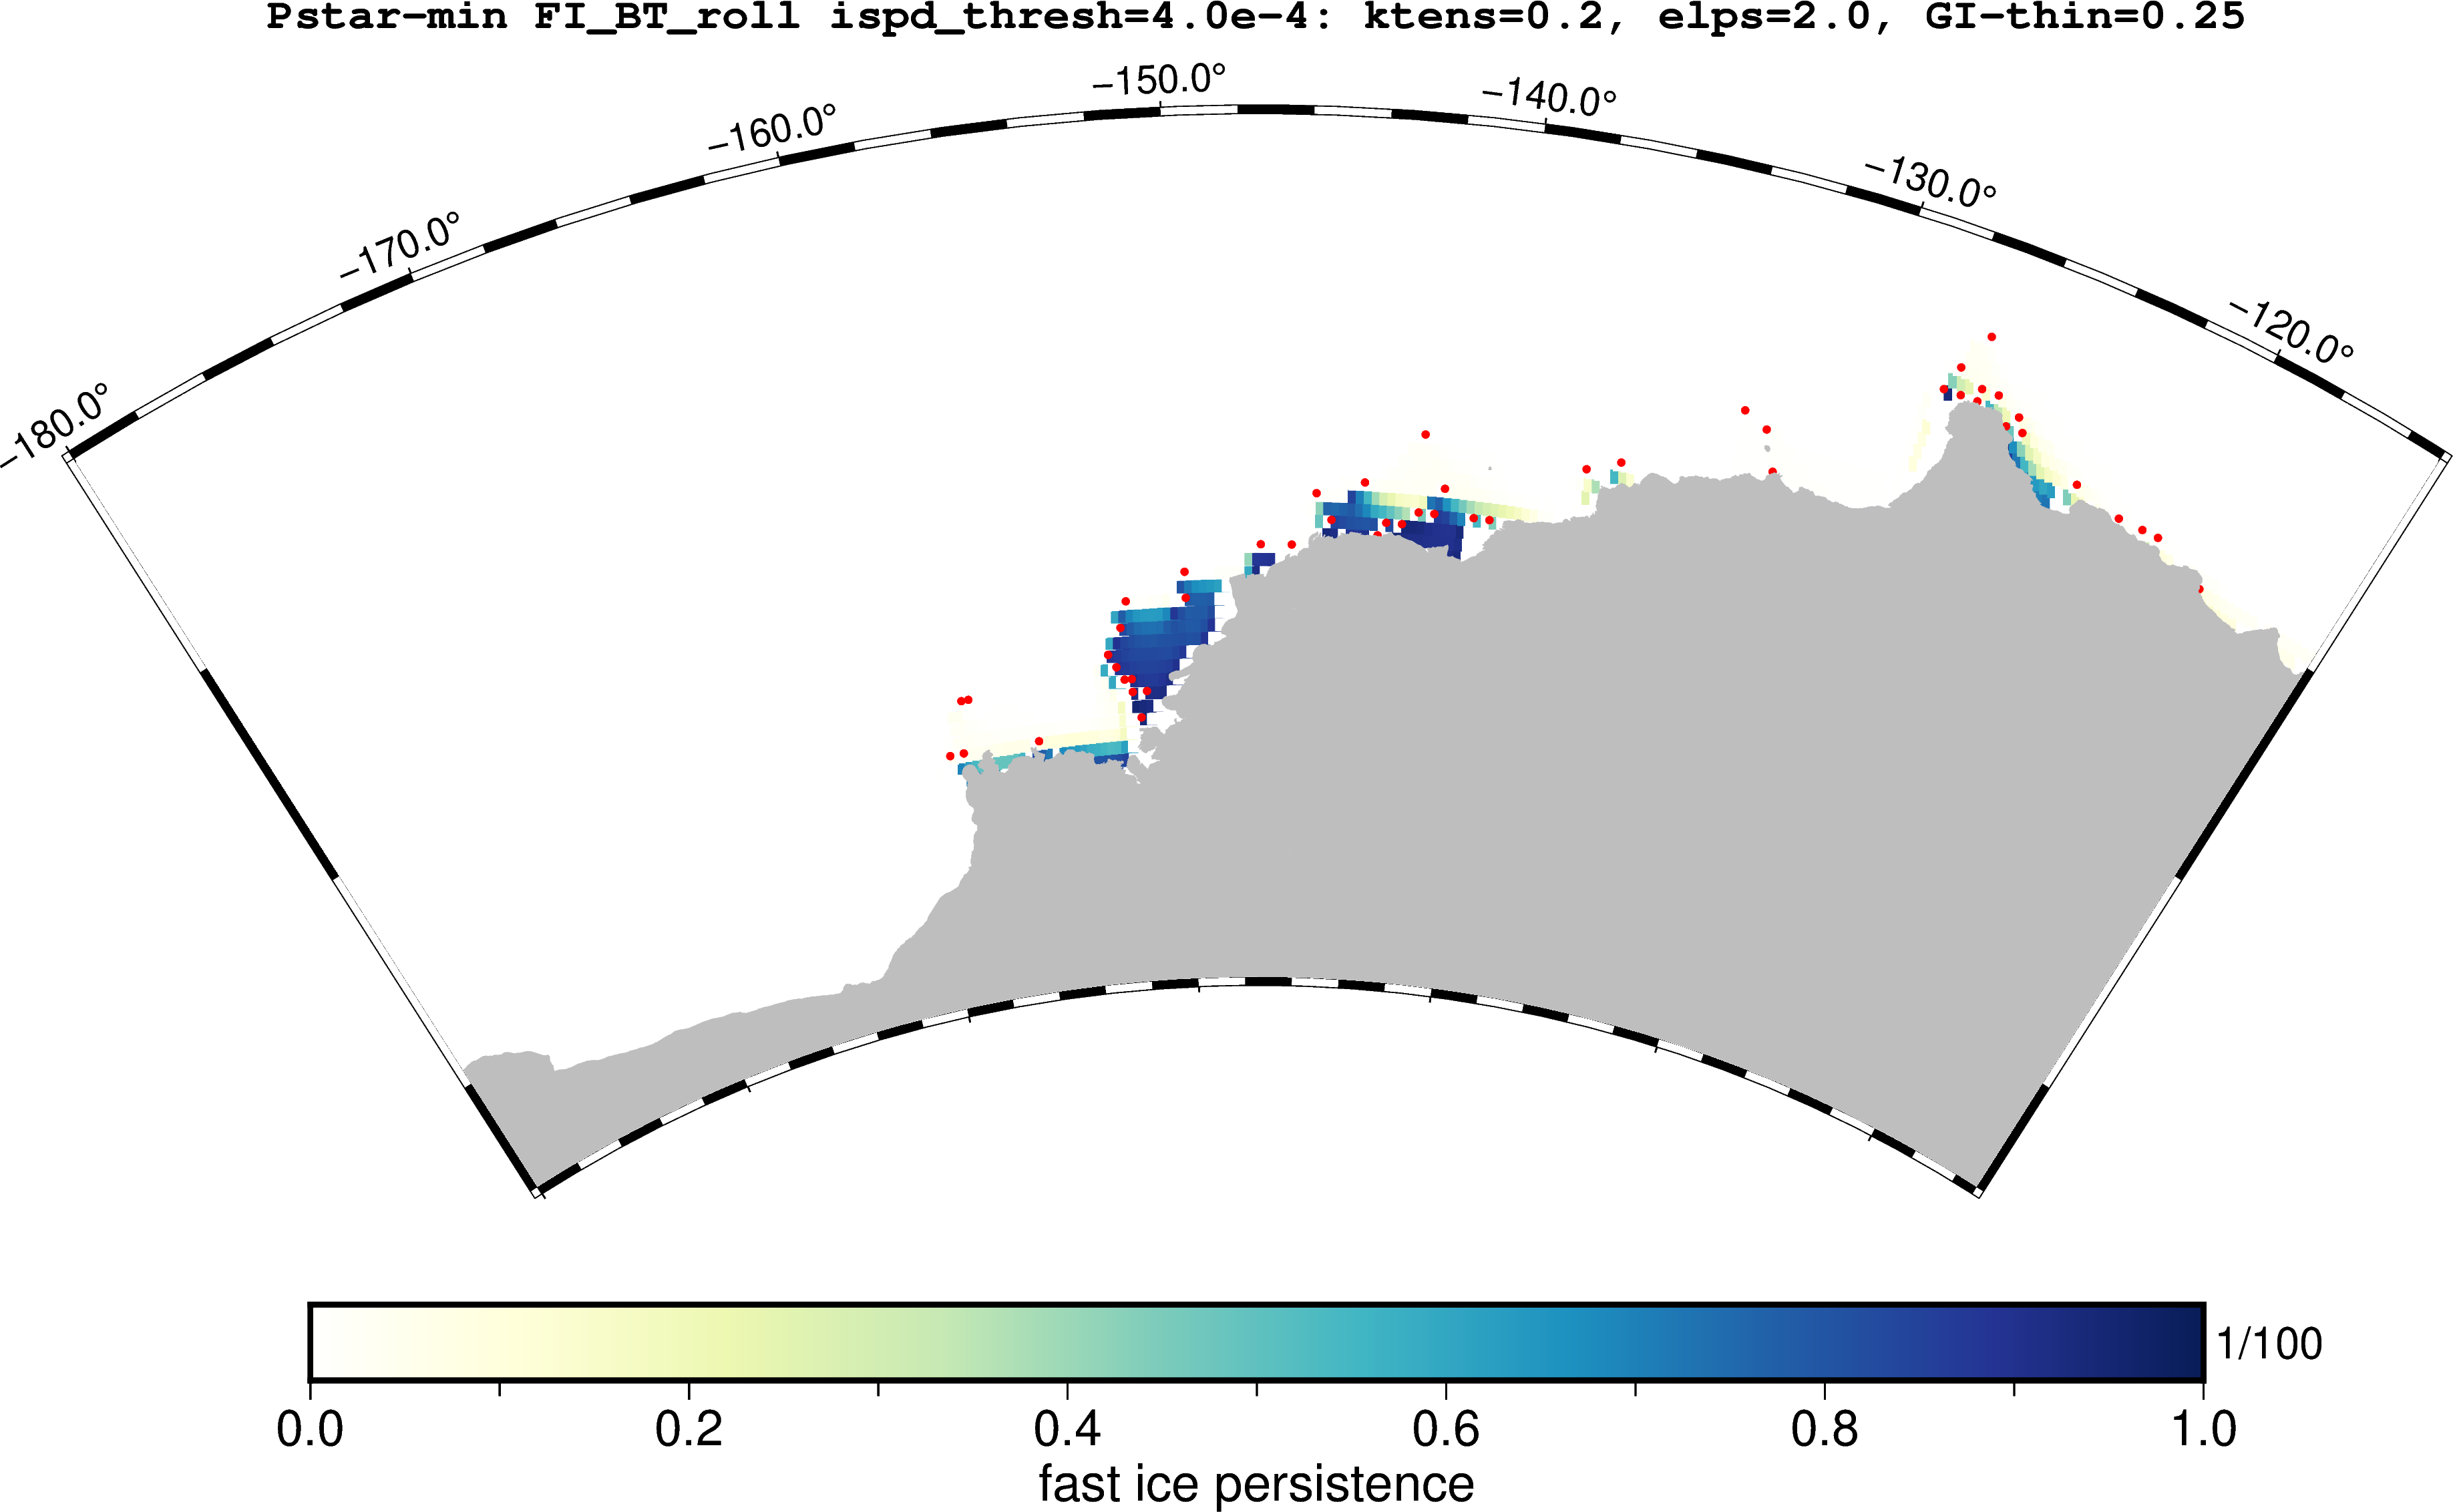 Pstar-min FI_BT_roll ispd_thresh=4.0e-4: ktens=0.2, elps=2.0, GI-thin=0.25
−180.0°
−170.0°
−160.0°
−150.0°
−140.0°
−130.0°
−120.0°
1/100
0.0 0.2 0.4 0.6 0.8 1.0
fast ice persistence